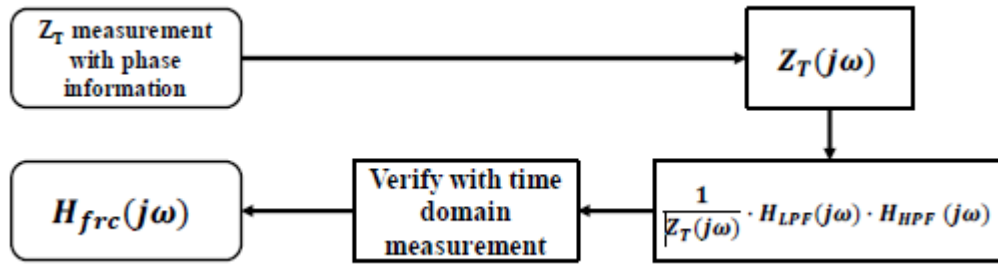 Z_T measurement
with phase
information
Z_T(jω)
1/Z_T(jω) · H_LPF(jω) · H_HPF (jω)
Verify with time
domain
measurement
H_frc(jω)